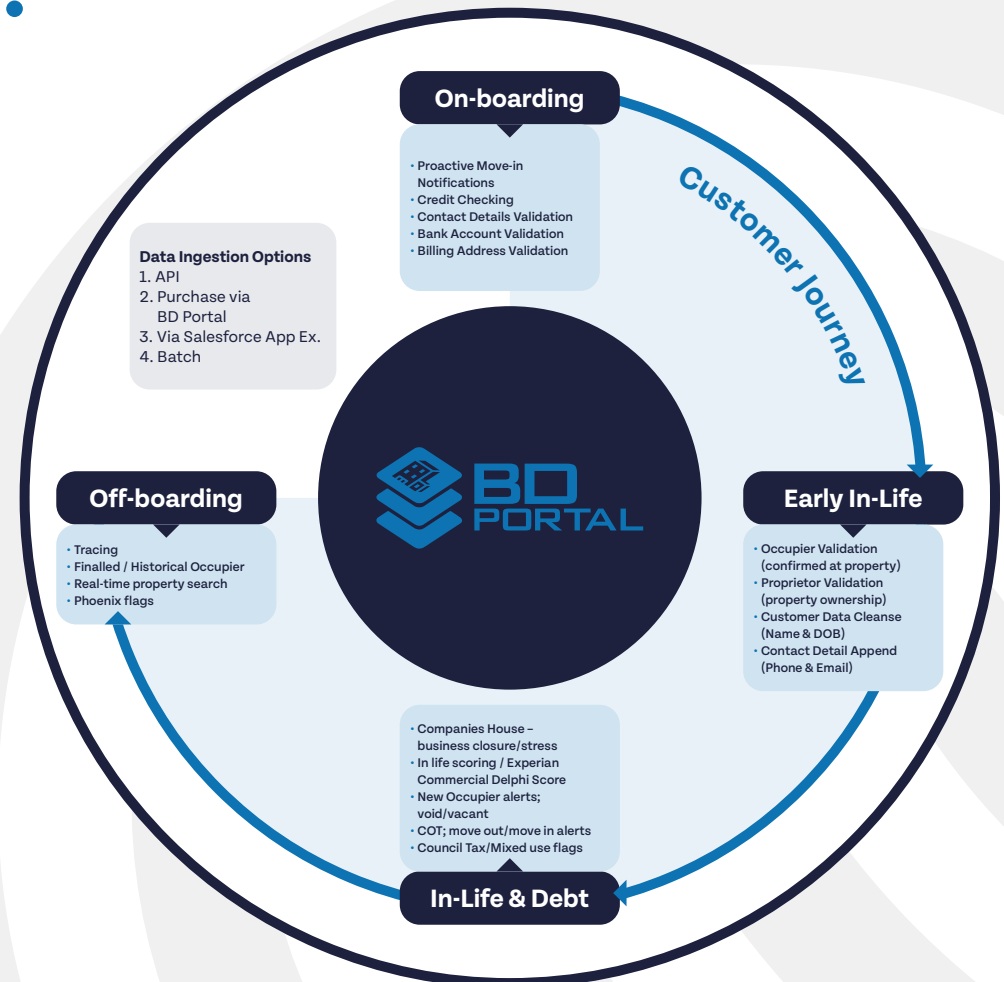 On-boarding
• Proactive Move-in
Notifications
• Credit Checking
• Contact Details Validation
• Bank Account Validation
• Billing Address Validation
Customer Journey
Data Ingestion Options
1. API
2. Purchase via
BD Portal
3. Via Salesforce App Ex.
4. Batch
BD
PORTAL
Off-boarding
• Tracing
• Finalled / Historical Occupier
• Real-time property search
• Phoenix flags
Early In-Life
• Occupier Validation
(confirmed at property)
• Proprietor Validation
(property ownership)
• Customer Data Cleanse
(Name & DOB)
• Contact Detail Append
(Phone & Email)
• Companies House –
business closure/stress
• In life scoring / Experian
Commercial Delphi Score
• New Occupier alerts;
void/vacant
• COT; move out/move in alerts
• Council Tax/Mixed use flags
In-Life & Debt